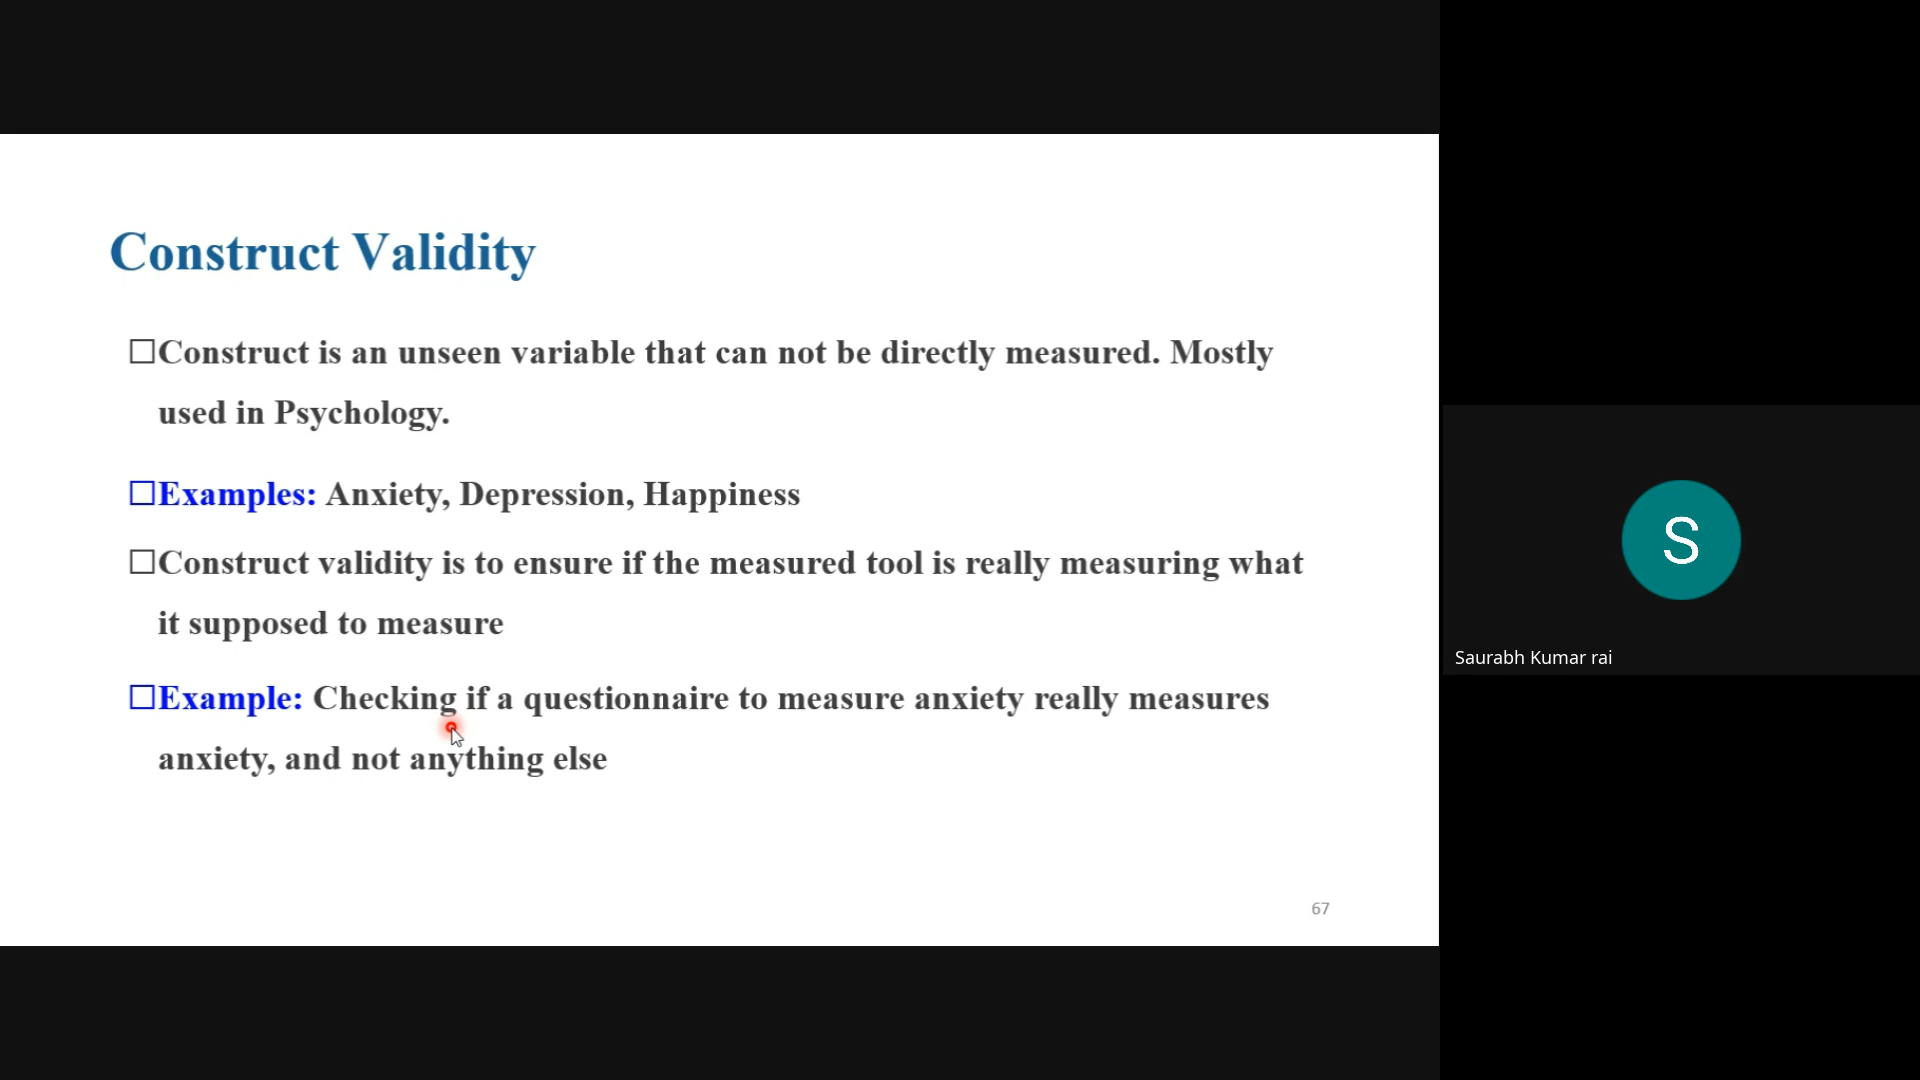 Construct Validity
☐Construct is an unseen variable that can not be directly measured. Mostly
used in Psychology.
☐Examples: Anxiety, Depression, Happiness
☐Construct validity is to ensure if the measured tool is really measuring what
it supposed to measure
☐Example: Checking if a questionnaire to measure anxiety really measures
anxiety, and not anything else
67
S
Saurabh Kumar rai